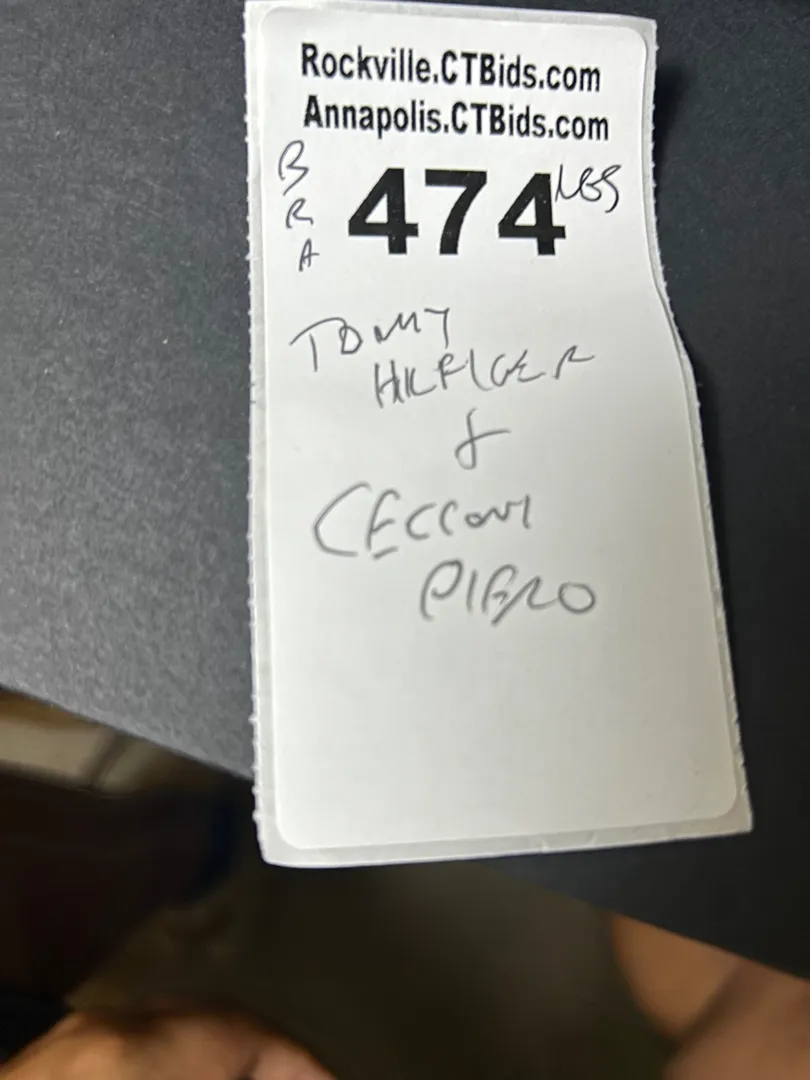 Rockville.CTBids.com
Annapolis.CTBids.com
B
R
A
474
TOMMY
HILFIGER
&
CECCONI
PIERO